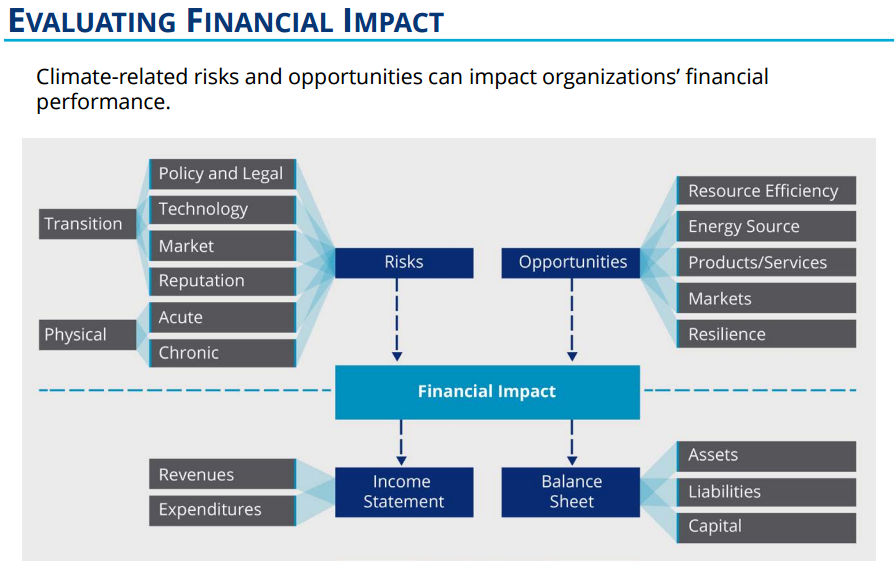 EVALUATING FINANCIAL IMPACT
Climate-related risks and opportunities can impact organizations’ financial
performance.
Transition
Policy and Legal
Technology
Market
Reputation
Physical
Acute
Chronic
Risks
Opportunities
Resource Efficiency
Energy Source
Products/Services
Markets
Resilience
Financial Impact
Revenues
Expenditures
Income
Statement
Balance
Sheet
Assets
Liabilities
Capital